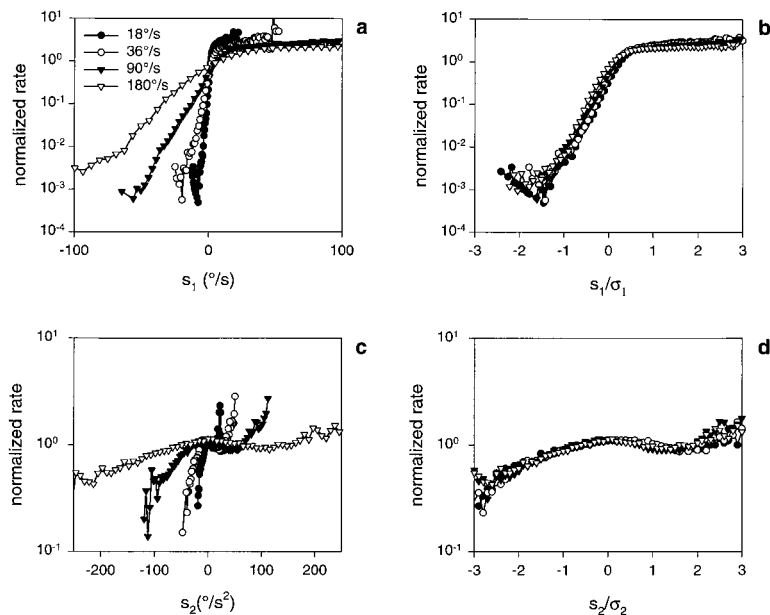 a
normalized rate
10¹
10⁰
10⁻¹
10⁻²
10⁻³
10⁻⁴
18°/s
36°/s
90°/s
180°/s
-100
-50
0
50
100
s₁ (°/s)
b
normalized rate
10¹
10⁰
10⁻¹
10⁻²
10⁻³
10⁻⁴
-3
-2
-1
0
1
2
3
s₁/σ₁
c
normalized rate
10¹
10⁰
10⁻¹
-200
-100
0
100
200
s₂(°/s²)
d
normalized rate
10¹
10⁰
10⁻¹
-3
-2
-1
0
1
2
3
s₂/σ₂